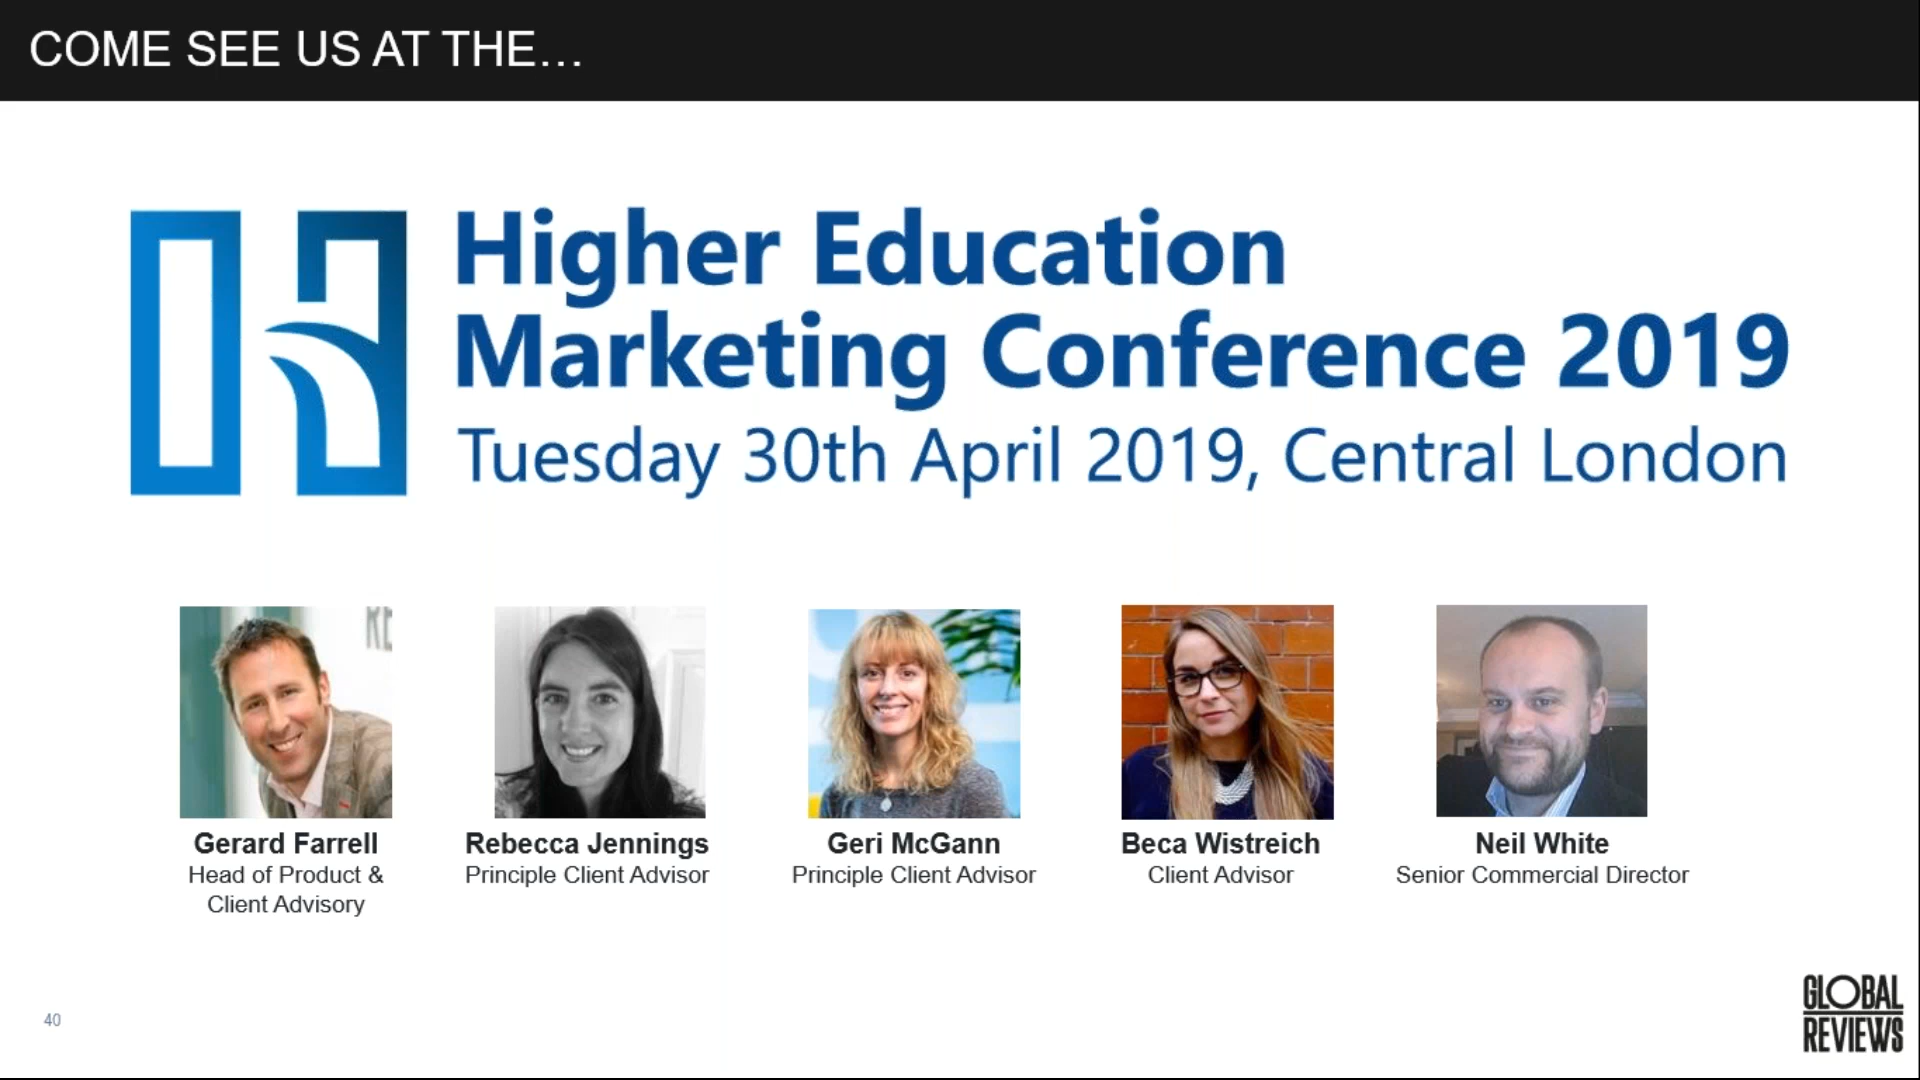 COME SEE US AT THE...
Higher Education
Marketing Conference 2019
Tuesday 30th April 2019, Central London
RE
Gerard Farrell
Head of Product &
Client Advisory
Rebecca Jennings
Principle Client Advisor
Geri McGann
Principle Client Advisor
Beca Wistreich
Client Advisor
Neil White
Senior Commercial Director
40
GLOBAL
REVIEWS